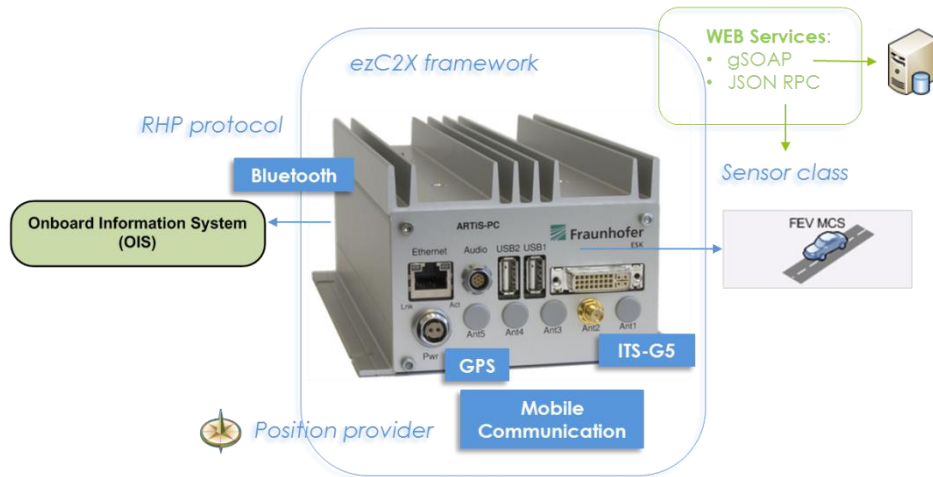 WEB Services:
• gSOAP
• JSON RPC
ezC2X framework
RHP protocol
Bluetooth
Sensor class
Onboard Information System
(OIS)
ARTiS-PC
Fraunhofer
ESK
Ethernet
Audio
USB2 USB1
Lnk
Act
Pwr
Ant5
Ant4
Ant3
Ant2
Ant1
FEV MCS
ITS-G5
GPS
Mobile
Communication
Position provider